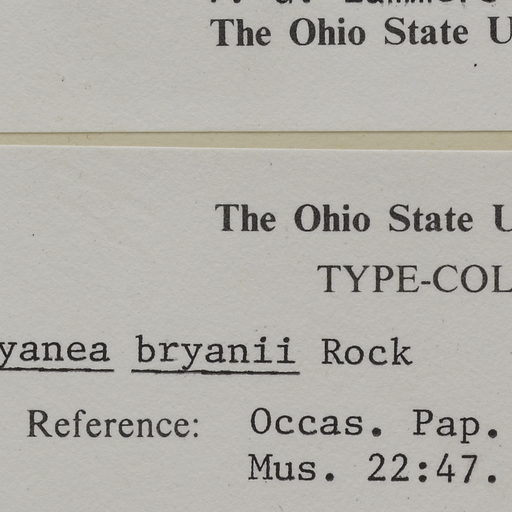 The Ohio State U
The Ohio State U
TYPE-COL
yanea bryanii Rock
Reference: Occas. Pap.
Mus. 22:47.